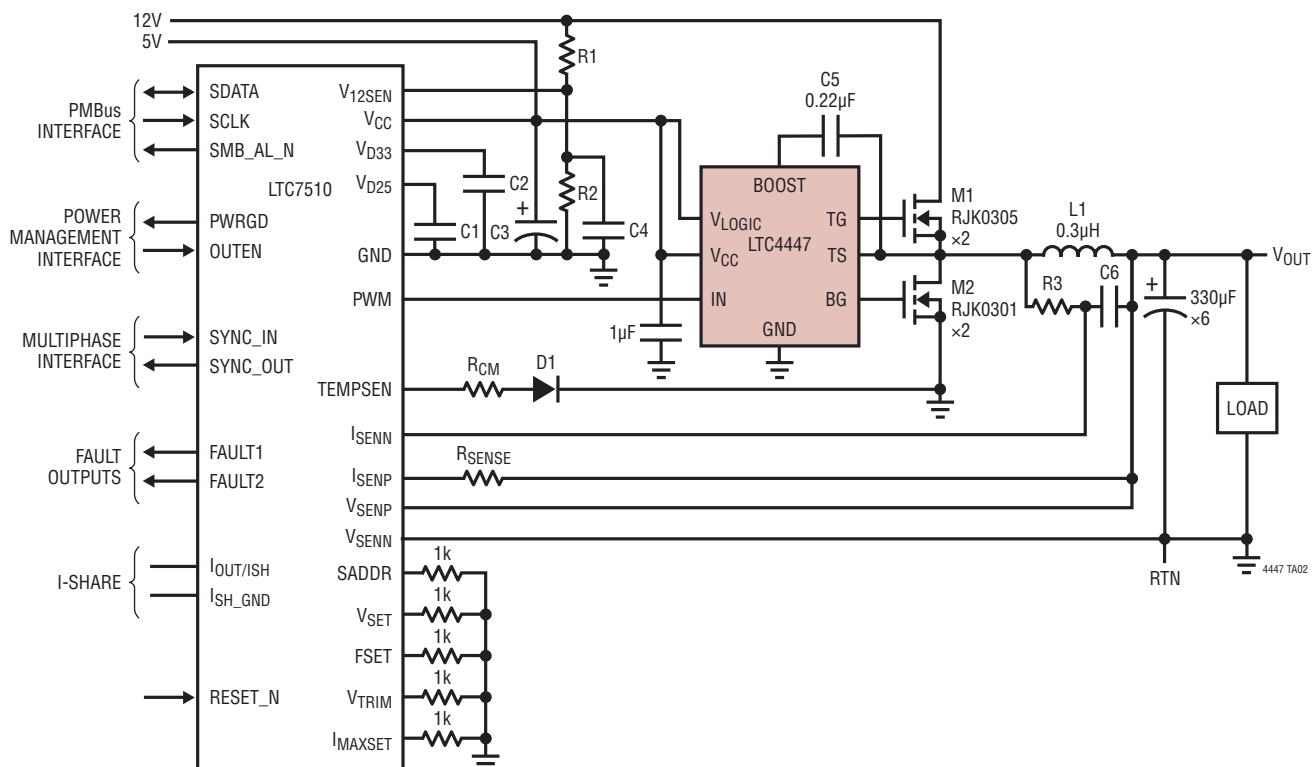 12V
5V
R1
C5
0.22µF
PMBus
INTERFACE
SDATA
SCLK
SMB_AL_N
LTC7510
V12SEN
VCC
VD33
VD25
GND
PWM
C2
C1
+
C3
R2
C4
POWER
MANAGEMENT
INTERFACE
PWRGD
OUTEN
BOOST
VLOGIC
TG
LTC4447
VCC
TS
IN
BG
GND
M1
RJK0305
×2
M2
RJK0301
×2
L1
0.3µH
R3
C6
+
330µF
×6
VOUT
LOAD
1µF
MULTIPHASE
INTERFACE
SYNC_IN
SYNC_OUT
TEMPSEN
RCM
D1
ISENN
FAULT
OUTPUTS
FAULT1
FAULT2
ISENP
RSENSE
VSENP
VSENN
RTN
4447 TA02
I-SHARE
IOUT/ISH
ISH_GND
SADDR
1k
VSET
1k
FSET
1k
RESET_N
VTRIM
1k
IMAXSET
1k